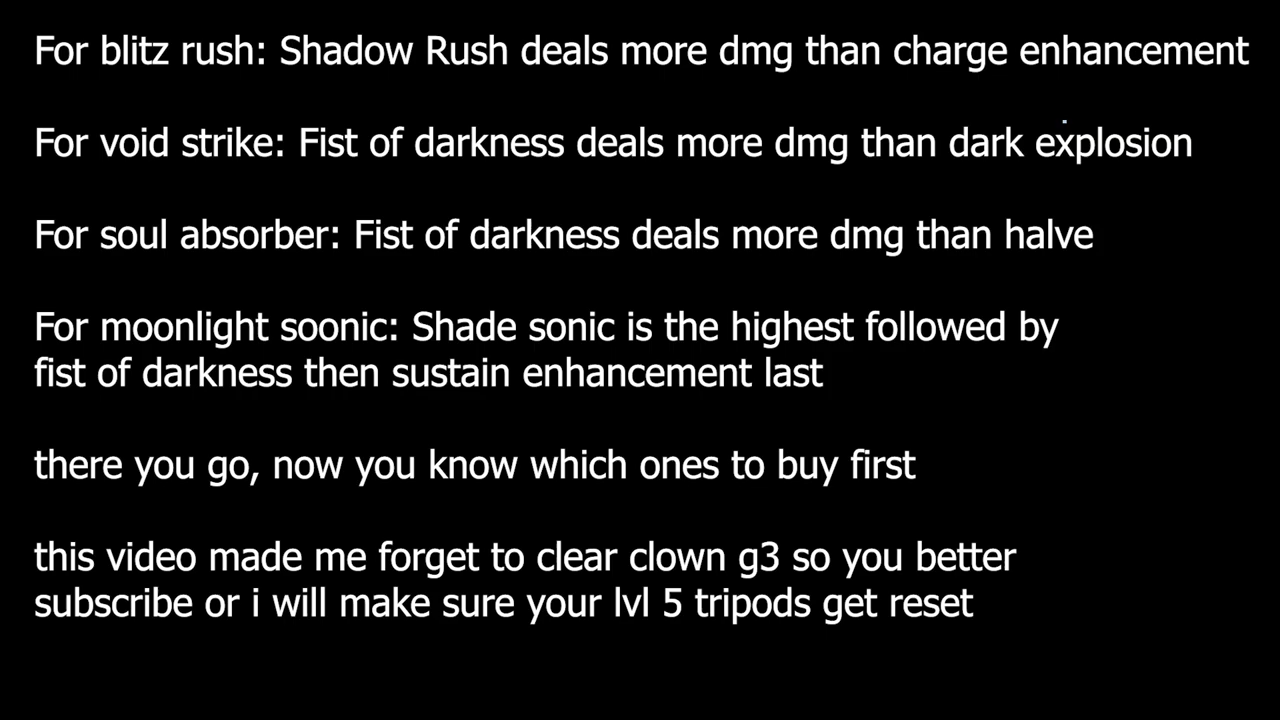 For blitz rush: Shadow Rush deals more dmg than charge enhancement
For void strike: Fist of darkness deals more dmg than dark explosion
For soul absorber: Fist of darkness deals more dmg than halve
For moonlight soonic: Shade sonic is the highest followed by
fist of darkness then sustain enhancement last
there you go, now you know which ones to buy first
this video made me forget to clear clown g3 so you better
subscribe or i will make sure your lvl 5 tripods get reset